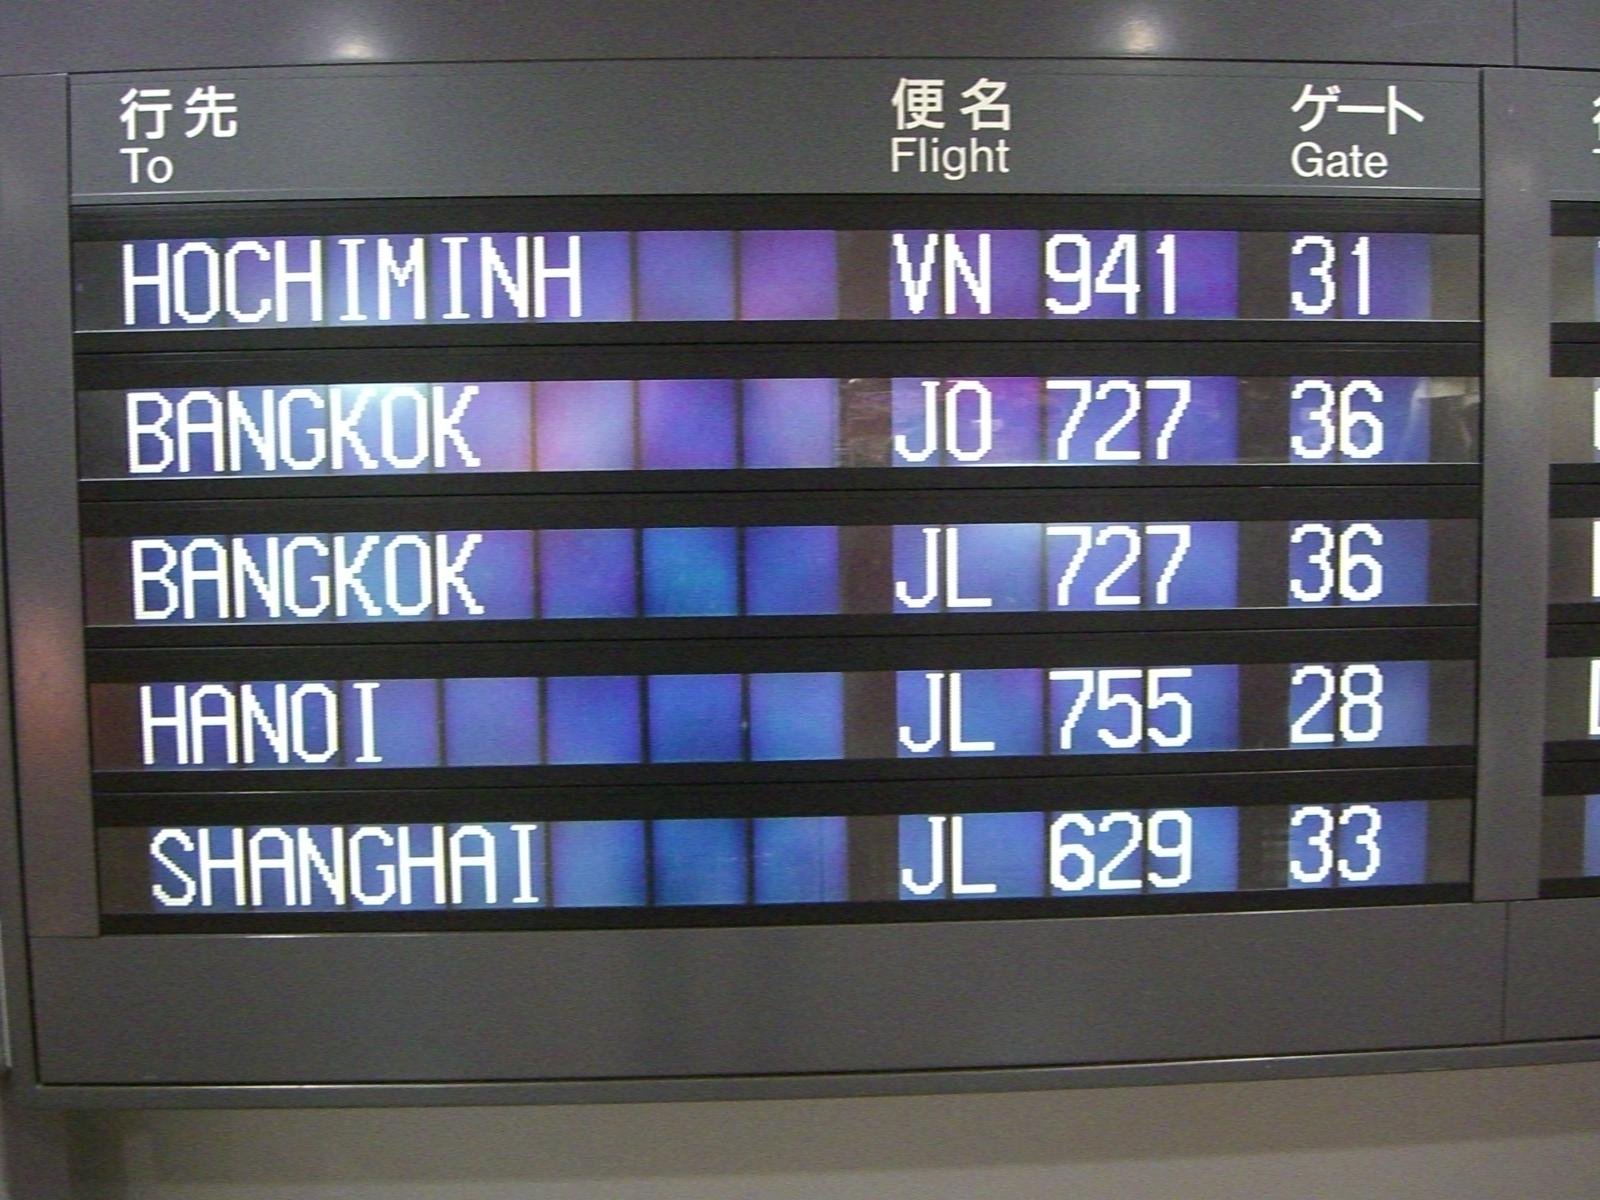 行先 便名 ゲート
To Flight Gate
HOCHIMINH VN 941 31
BANGKOK JO 727 36
BANGKOK JL 727 36
HANOI JL 755 28
SHANGHAI JL 629 33